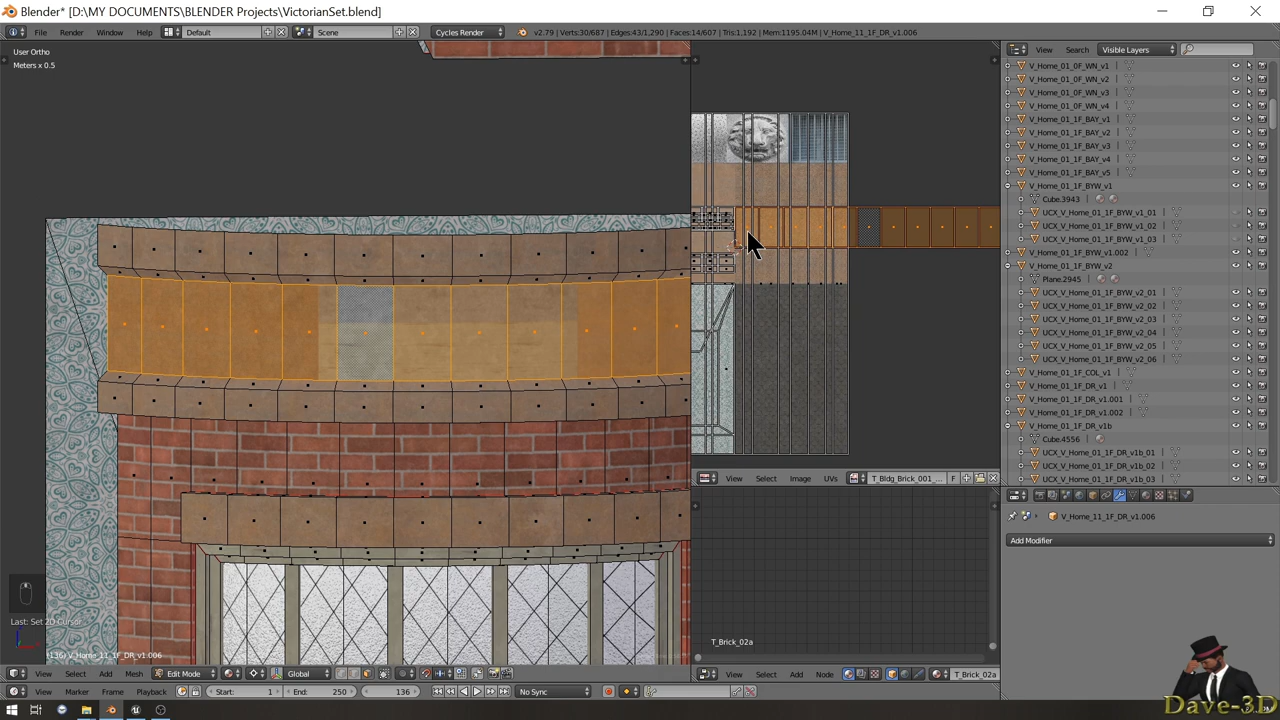 Blender* [D:\MY DOCUMENTS\BLENDER Projects\VictorianSet.blend]
File Render Window Help Default Scene Cycles Render v2.79 | Verts:30/687 | Edges:43/1,290 | Faces:14/607 | Tris:1,192 | Mem:1195.04M | V_Home_11_1F_DR_v1.006
User Ortho
Meters x 0.5
View Search Visible Layers
V_Home_01_0F_WN_v1
V_Home_01_0F_WN_v2
V_Home_01_0F_WN_v3
V_Home_01_0F_WN_v4
V_Home_01_1F_BAY_v1
V_Home_01_1F_BAY_v2
V_Home_01_1F_BAY_v3
V_Home_01_1F_BAY_v4
V_Home_01_1F_BAY_v5
V_Home_01_1F_BYW_v1
Cube.3943
UCX_V_Home_01_1F_BYW_v1_01
UCX_V_Home_01_1F_BYW_v1_02
UCX_V_Home_01_1F_BYW_v1_03
V_Home_01_1F_BYW_v1.002
V_Home_01_1F_BYW_v2
Plane.2945
UCX_V_Home_01_1F_BYW_v2_01
UCX_V_Home_01_1F_BYW_v2_02
UCX_V_Home_01_1F_BYW_v2_03
UCX_V_Home_01_1F_BYW_v2_04
UCX_V_Home_01_1F_BYW_v2_05
UCX_V_Home_01_1F_BYW_v2_06
V_Home_01_1F_COL_v1
V_Home_01_1F_DR_v1
V_Home_01_1F_DR_v1.001
V_Home_01_1F_DR_v1.002
V_Home_01_1F_DR_v1b
Cube.4556
UCX_V_Home_01_1F_DR_v1b_01
UCX_V_Home_01_1F_DR_v1b_02
UCX_V_Home_01_1F_DR_v1b_03
View Select Image UVs T_Bldg_Brick_001_... F
V_Home_11_1F_DR_v1.006
Add Modifier
Last: Set 2D Cursor
(136) V_Home_11_1F_DR_v1.006
T_Brick_02a
View Select Add Mesh Edit Mode Global
View Select Add Node T_Brick_02a
View Marker Frame Playback Start: 1 End: 250 136 No Sync
Dave-3D